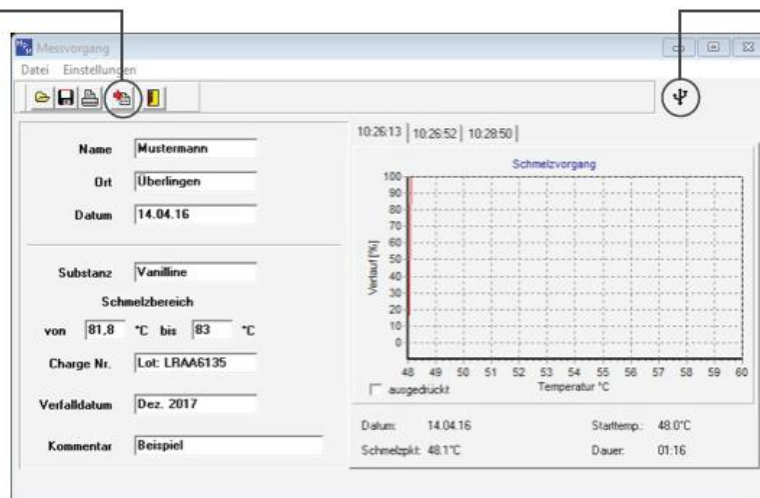 Messvorgang
Datei Einstellungen
Name Mustermann
Ort Überlingen
Datum 14.04.16
Substanz Vanilline
Schmelzbereich
von 81,8 °C bis 83 °C
Charge Nr. Lot: LRAA6135
Verfalldatum Dez. 2017
Kommentar Beispiel
10:26:13 10:26:52 10:28:50
Schmelzvorgang
Verlauf [%]
100
90
80
70
60
50
40
30
20
10
0
48 49 50 51 52 53 54 55 56 57 58 59 60
ausgedrückt Temperatur °C
Datum: 14.04.16 Starttemp.: 48.0°C
Schmelzpkt: 48.1°C Dauer: 01:16